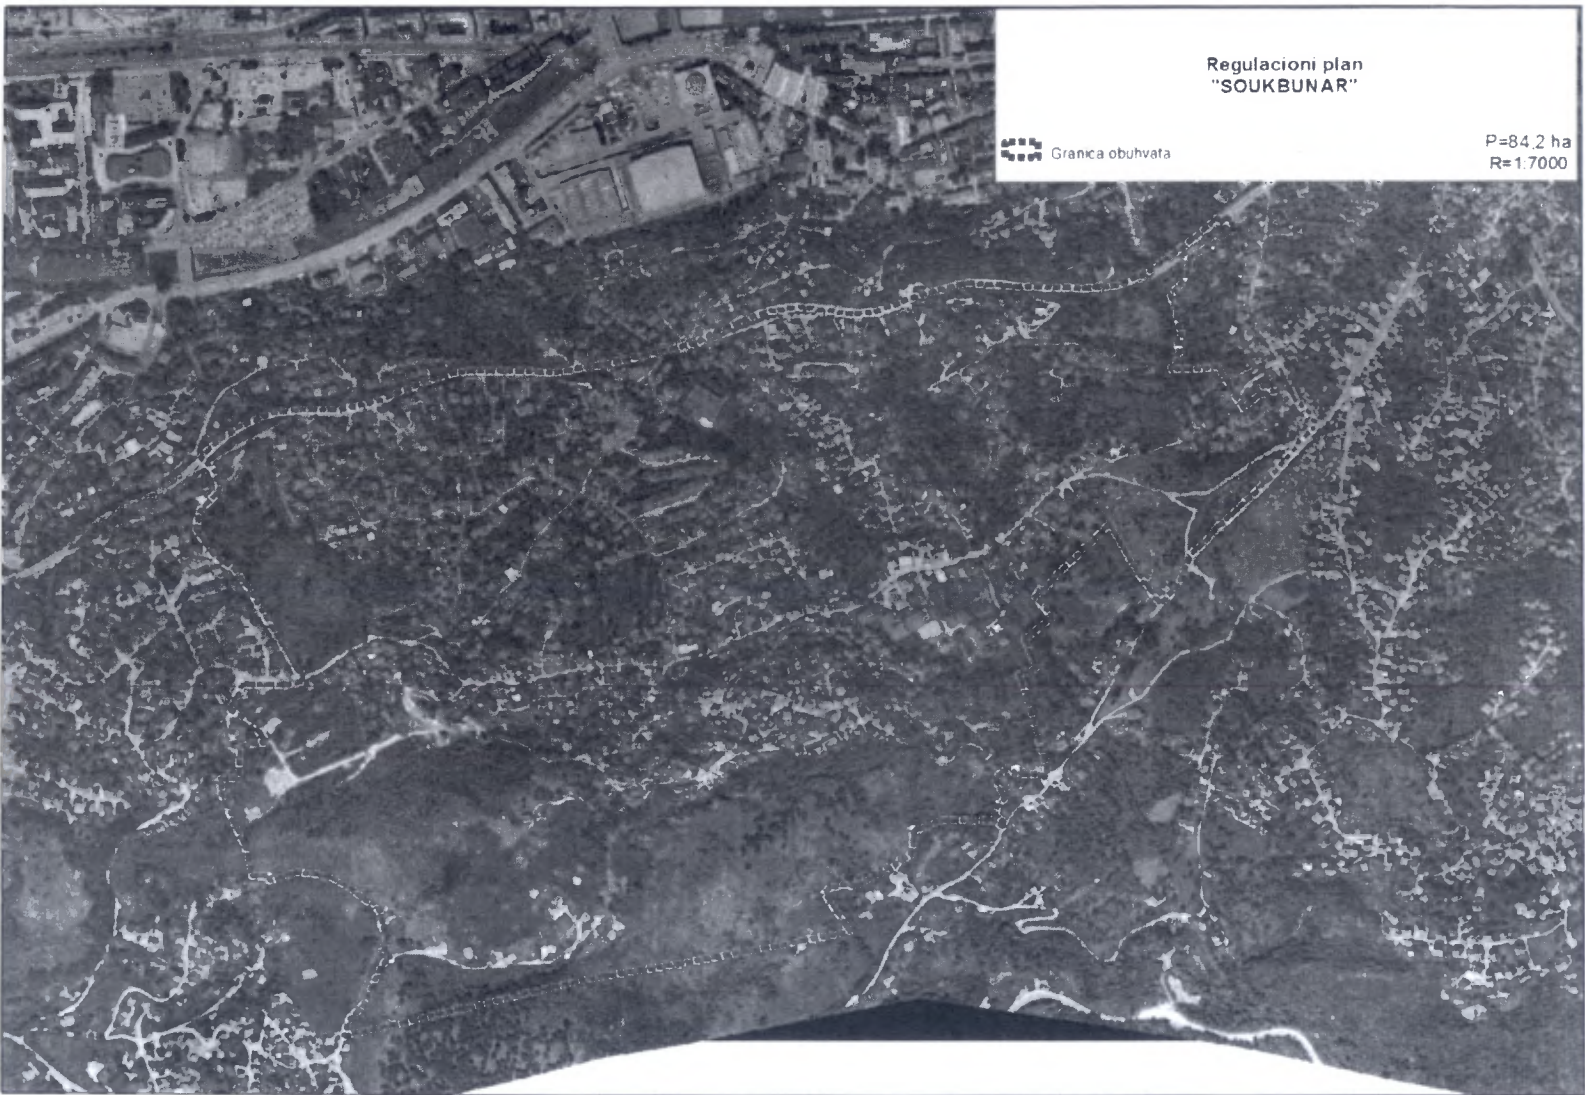 Regulacioni plan
"SOUKBUNAR"
Granica obuhvata
P=84,2 ha
R=1:7000